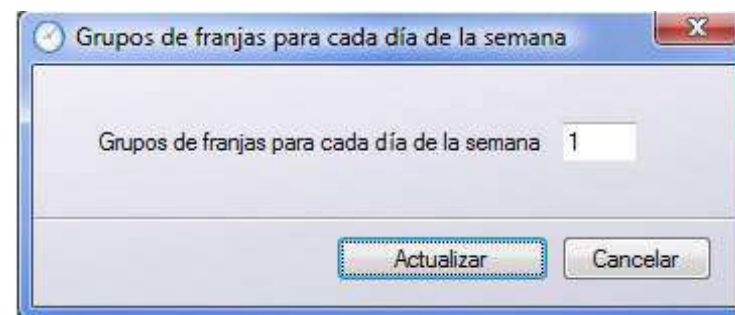 Grupos de franjas para cada día de la semana
Grupos de franjas para cada día de la semana 1
Actualizar Cancelar